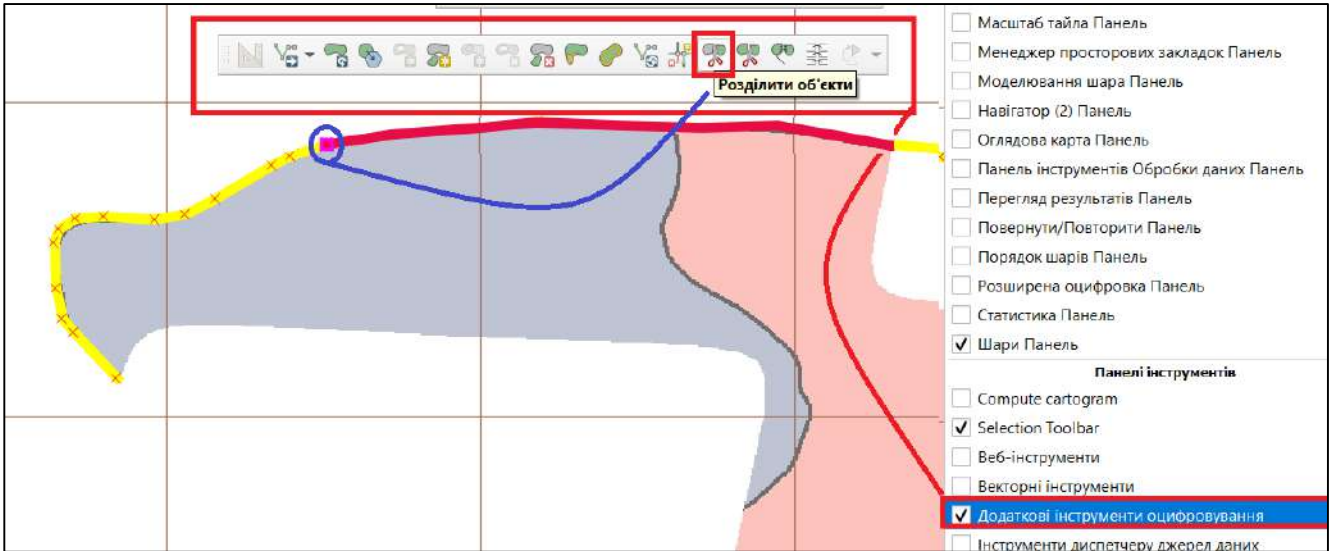 Розділити об'єкти
Масштаб тайла Панель
Менеджер просторових закладок Панель
Моделювання шара Панель
Навігатор (2) Панель
Оглядова карта Панель
Панель інструментів Обробки даних Панель
Перегляд результатів Панель
Повернути/Повторити Панель
Порядок шарів Панель
Розширена оцифровка Панель
Статистика Панель
Шари Панель
Панелі інструментів
Compute cartogram
Selection Toolbar
Веб-інструменти
Векторні інструменти
Додаткові інструменти оцифровування
Інструменти диспетчеру джерел даних